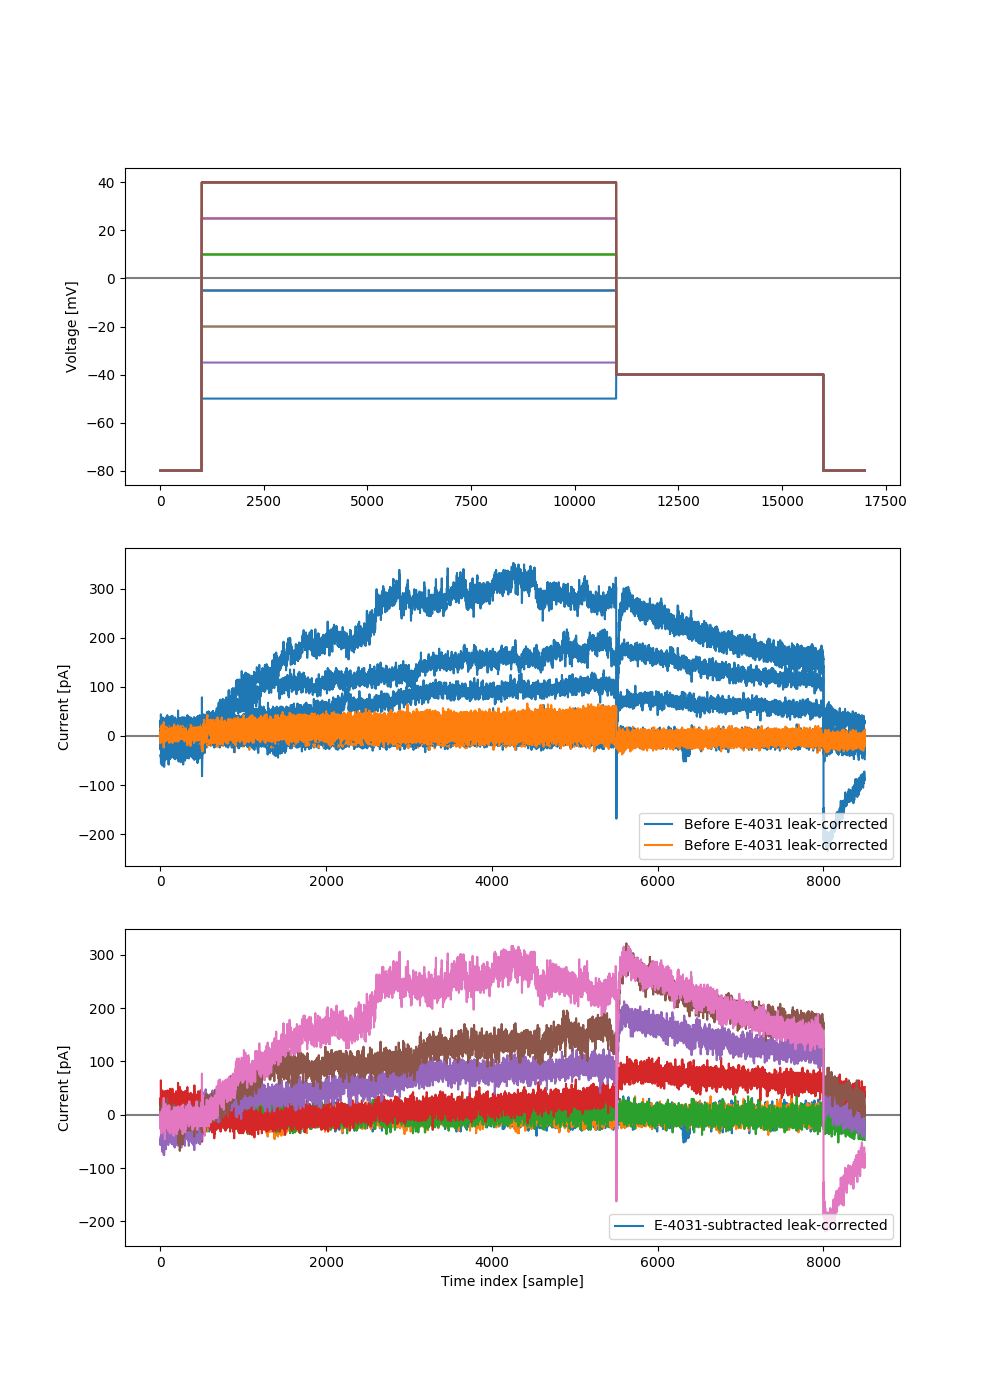 40
20
0
−20
−40
−60
−80
Voltage [mV]
0 2500 5000 7500 10000 12500 15000 17500
300
200
100
0
−100
−200
Current [pA]
Before E-4031 leak-corrected
Before E-4031 leak-corrected
0 2000 4000 6000 8000
300
200
100
0
−100
−200
Current [pA]
E-4031-subtracted leak-corrected
0 2000 4000 6000 8000
Time index [sample]